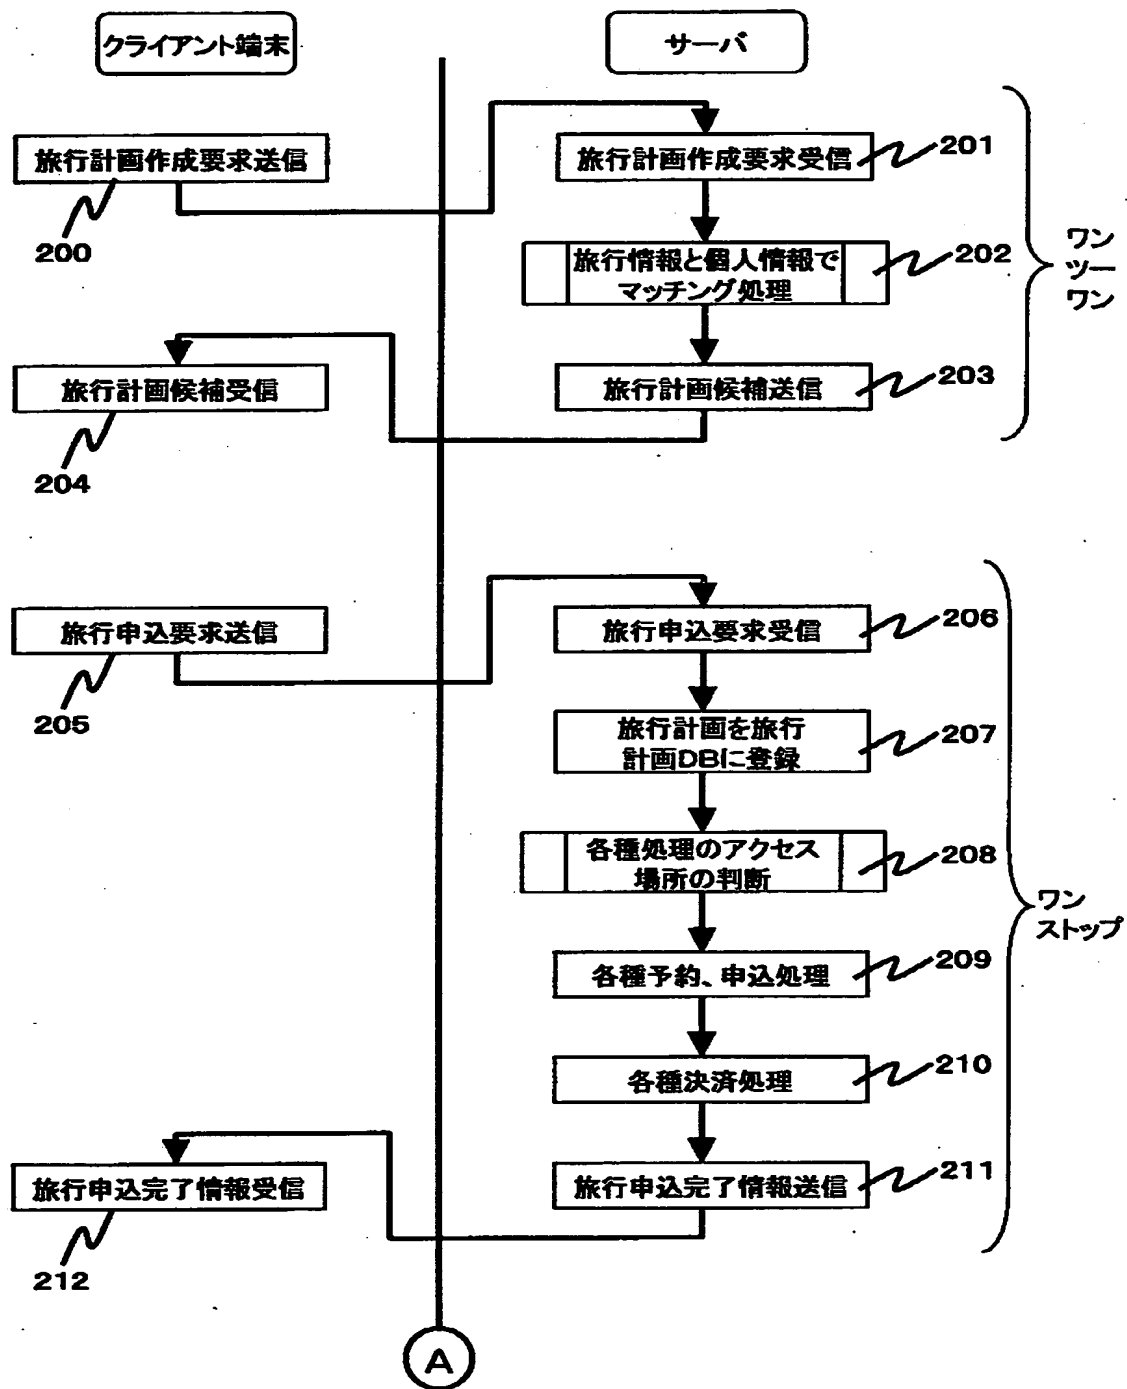 クライアント端末
サーバ
旅行計画作成要求送信
200
旅行計画作成要求受信
201
旅行情報と個人情報で
マッチング処理
202
旅行計画候補送信
203
旅行計画候補受信
204
ワン
ツー
ワン
旅行申込要求送信
205
旅行申込要求受信
206
旅行計画を旅行
計画DBに登録
207
各種処理のアクセス
場所の判断
208
各種予約、申込処理
209
各種決済処理
210
旅行申込完了情報送信
211
旅行申込完了情報受信
212
ワン
ストップ
A